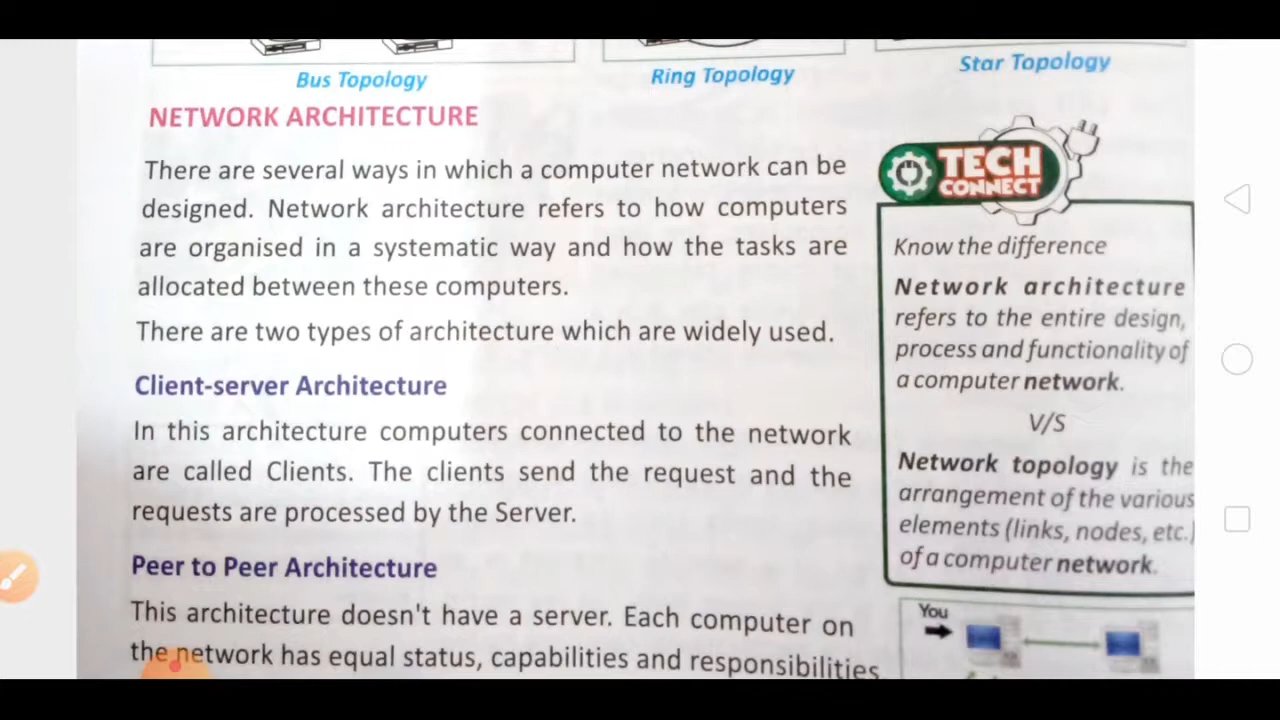 Bus Topology
Ring Topology
Star Topology
NETWORK ARCHITECTURE
There are several ways in which a computer network can be
designed. Network architecture refers to how computers
are organised in a systematic way and how the tasks are
allocated between these computers.
There are two types of architecture which are widely used.
Client-server Architecture
In this architecture computers connected to the network
are called Clients. The clients send the request and the
requests are processed by the Server.
Peer to Peer Architecture
This architecture doesn't have a server. Each computer on
the network has equal status, capabilities and responsibilities
TECH
CONNECT
Know the difference
Network architecture
refers to the entire design,
process and functionality of
a computer network.
V/S
Network topology is the
arrangement of the various
elements (links, nodes, etc.)
of a computer network.
You